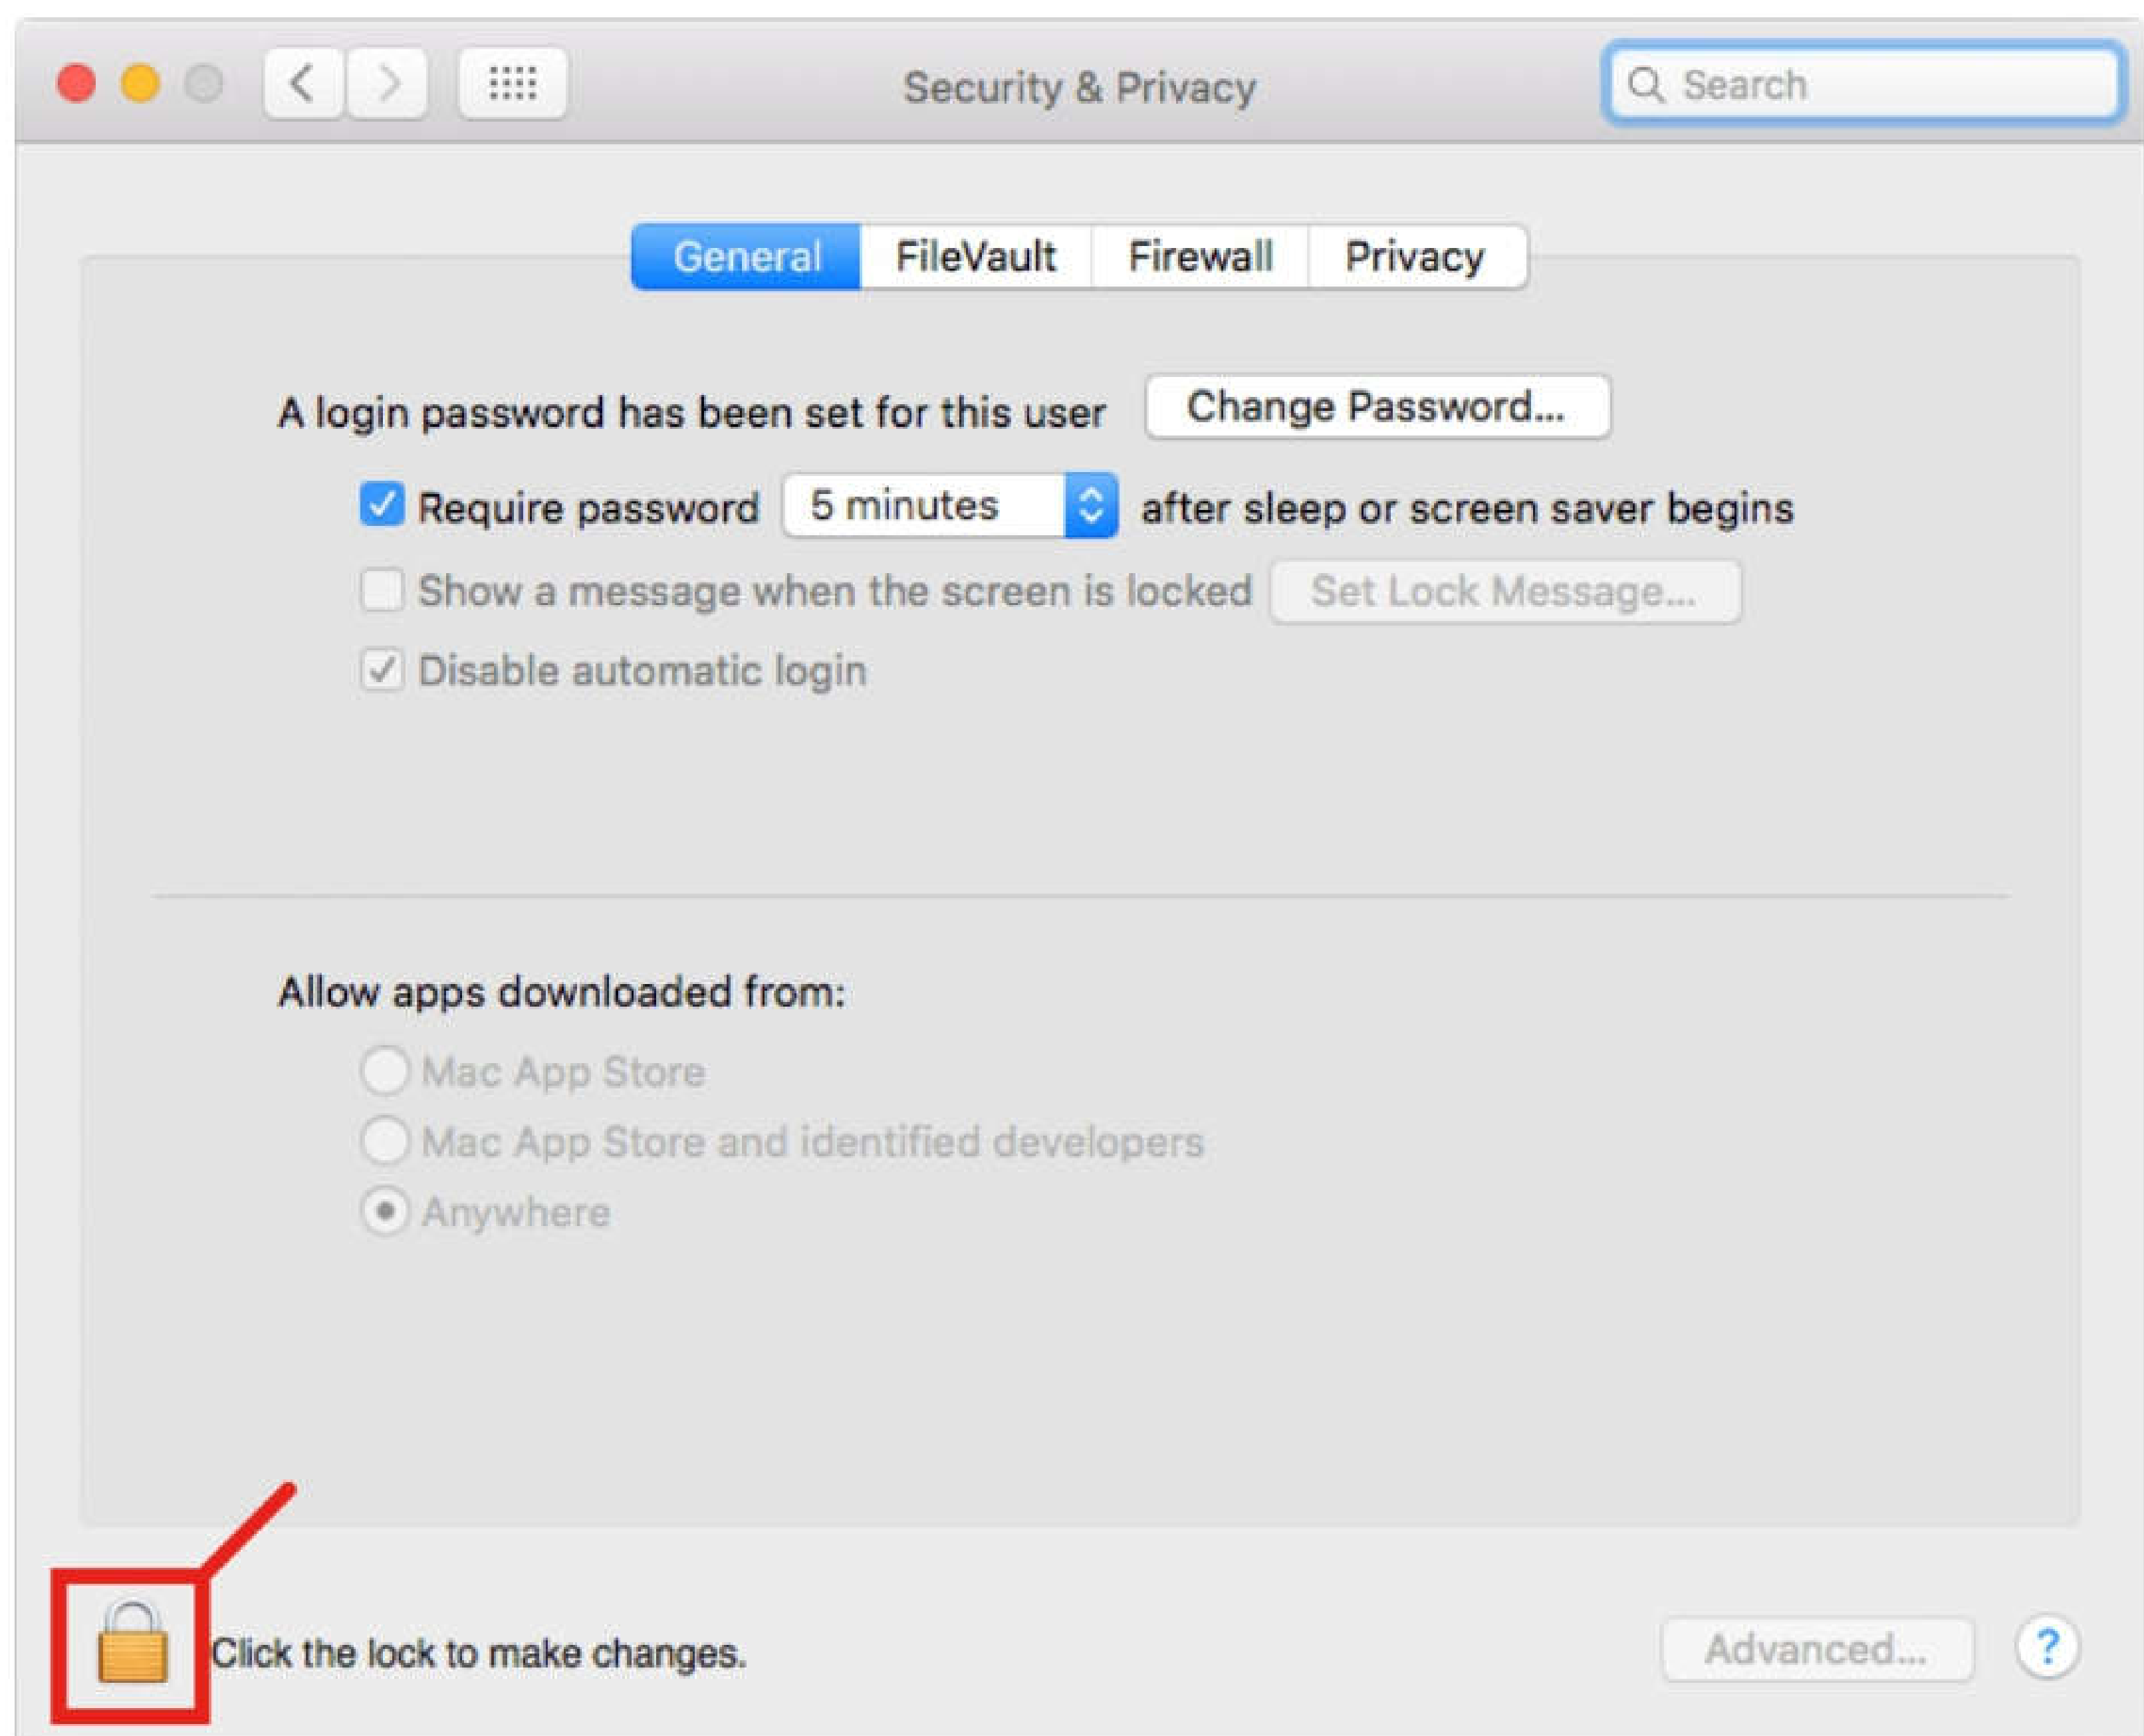 Security & Privacy
Search
General FileVault Firewall Privacy
A login password has been set for this user Change Password...
Require password 5 minutes after sleep or screen saver begins
Show a message when the screen is locked Set Lock Message...
Disable automatic login
Allow apps downloaded from:
Mac App Store
Mac App Store and identified developers
Anywhere
Click the lock to make changes.
Advanced... ?